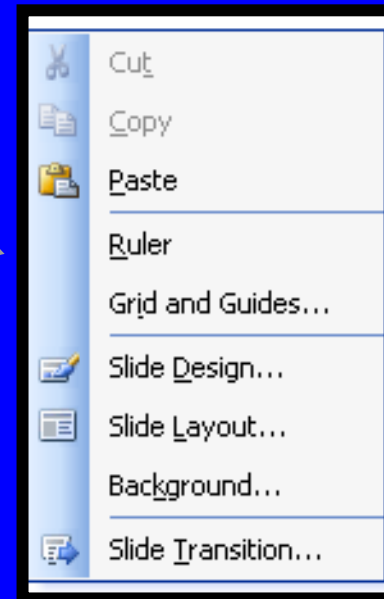 Cut
Copy
Paste
Ruler
Grid and Guides...
Slide Design...
Slide Layout...
Background...
Slide Transition...